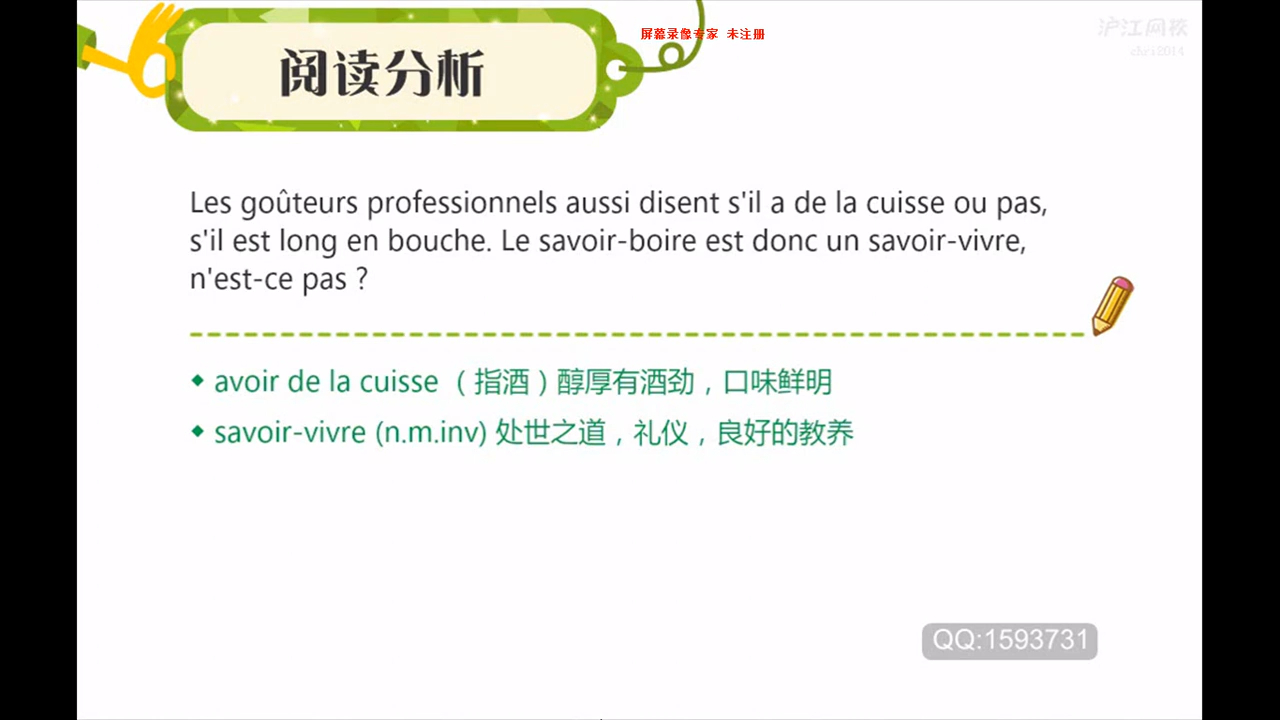 屏幕录像专家 未注册
沪江网校
chri2014
阅读分析
Les goûteurs professionnels aussi disent s'il a de la cuisse ou pas,
s'il est long en bouche. Le savoir-boire est donc un savoir-vivre,
n'est-ce pas ?
◆ avoir de la cuisse （指酒）醇厚有酒劲，口味鲜明
◆ savoir-vivre (n.m.inv) 处世之道，礼仪，良好的教养
QQ:1593731